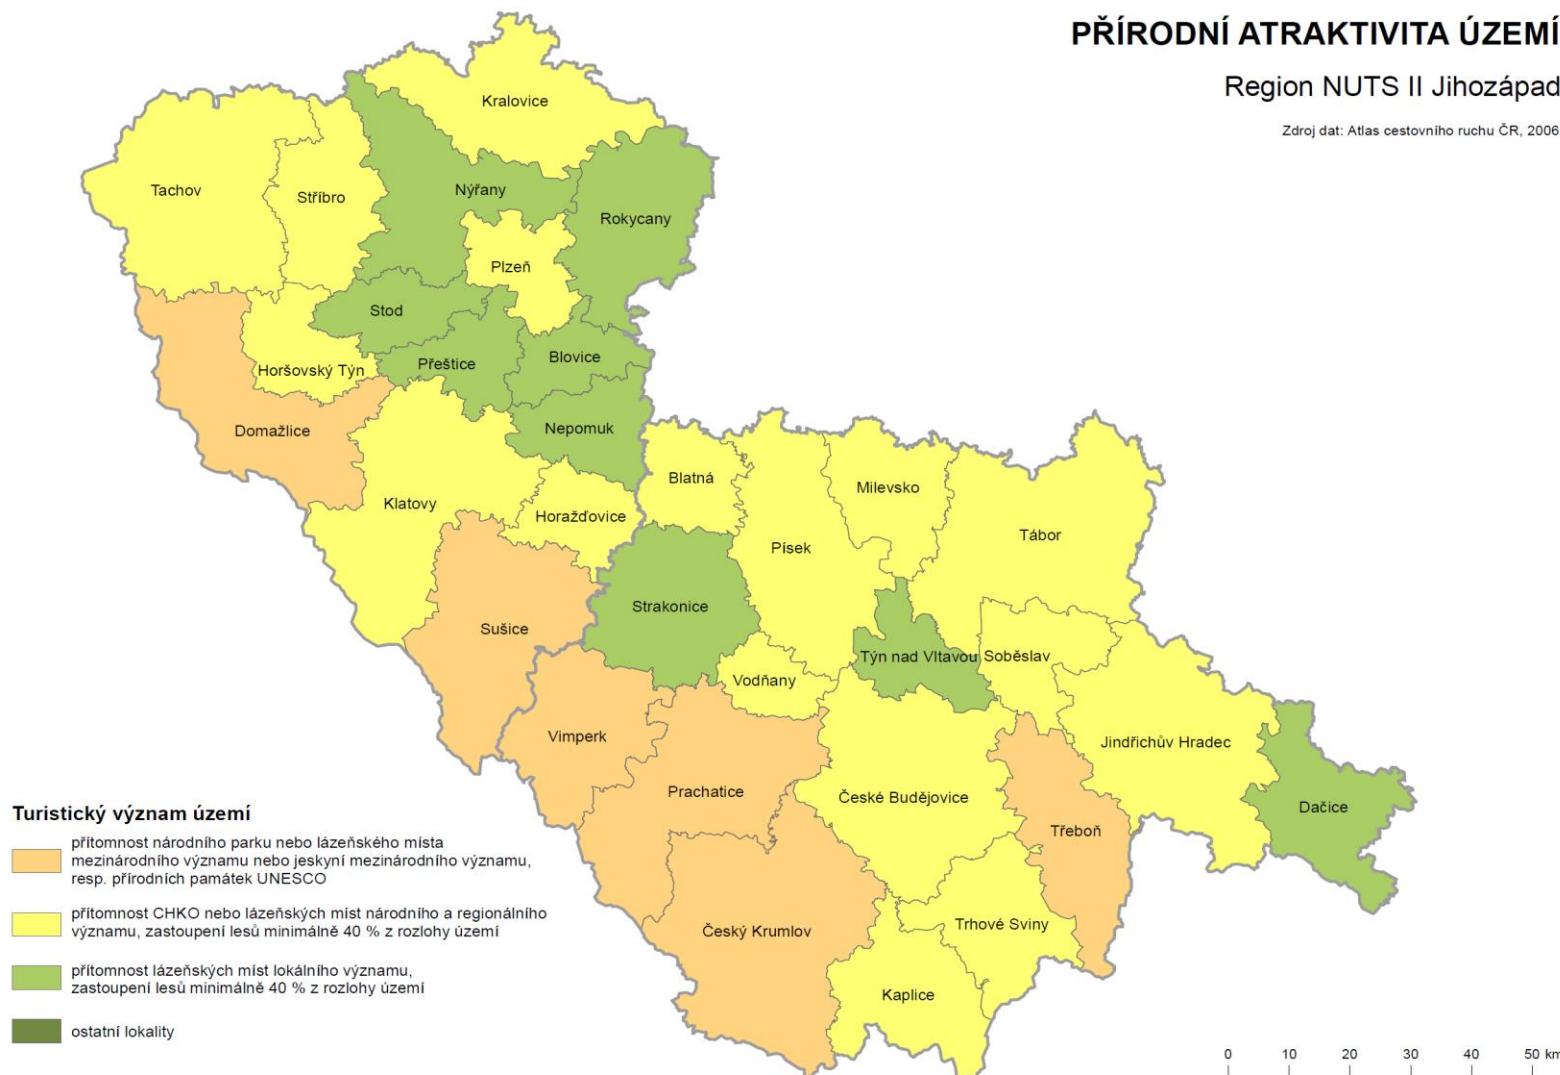 PŘÍRODNÍ ATRAKTIVITA ÚZEMÍ
Region NUTS II Jihozápad
Zdroj dat: Atlas cestovního ruchu ČR, 2006
Kralovice
Tachov
Stříbro
Nýřany
Rokycany
Plzeň
Stod
Horšovský Týn
Přeštice
Blovice
Domažlice
Nepomuk
Klatovy
Horažďovice
Blatná
Milevsko
Písek
Tábor
Strakonice
Sušice
Týn nad Vltavou
Soběslav
Vodňany
Vimperk
Jindřichův Hradec
Prachatice
České Budějovice
Dačice
Třeboň
Český Krumlov
Trhové Sviny
Kaplice
Turistický význam území
přítomnost národního parku nebo lázeňského místa
mezinárodního významu nebo jeskyní mezinárodního významu,
resp. přírodních památek UNESCO
přítomnost CHKO nebo lázeňských míst národního a regionálního
významu, zastoupení lesů minimálně 40 % z rozlohy území
přítomnost lázeňských míst lokálního významu,
zastoupení lesů minimálně 40 % z rozlohy území
ostatní lokality
0 10 20 30 40 50 km